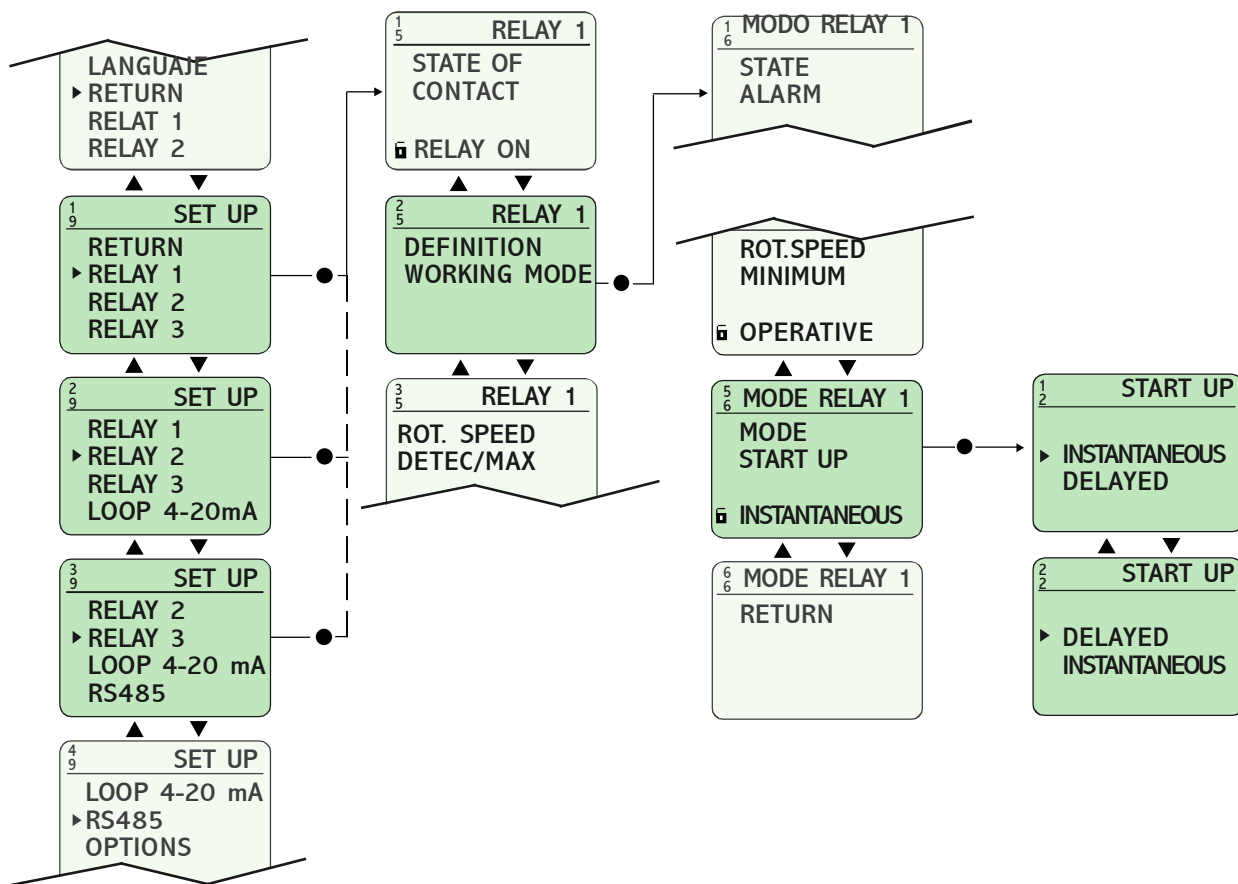 LANGUAJE
RETURN
RELAT 1
RELAY 2
1
9
SET UP
RETURN
RELAY 1
RELAY 2
RELAY 3
2
9
SET UP
RELAY 1
RELAY 2
RELAY 3
LOOP 4-20mA
3
9
SET UP
RELAY 2
RELAY 3
LOOP 4-20 mA
RS485
4
9
SET UP
LOOP 4-20 mA
RS485
OPTIONS
1
5
RELAY 1
STATE OF
CONTACT
RELAY ON
2
5
RELAY 1
DEFINITION
WORKING MODE
3
5
RELAY 1
ROT. SPEED
DETEC/MAX
1
6
MODO RELAY 1
STATE
ALARM
ROT.SPEED
MINIMUM
OPERATIVE
5
6
MODE RELAY 1
MODE
START UP
INSTANTANEOUS
6
6
MODE RELAY 1
RETURN
1
2
START UP
INSTANTANEOUS
DELAYED
2
2
START UP
DELAYED
INSTANTANEOUS